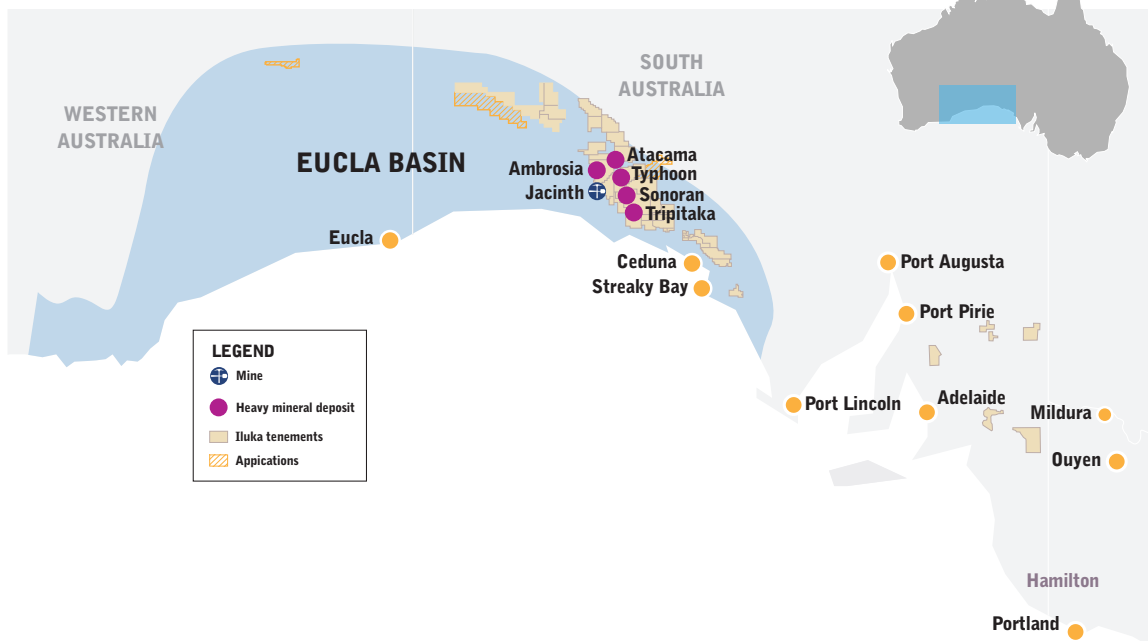 SOUTH
AUSTRALIA
WESTERN
AUSTRALIA
EUCLA BASIN
Atacama
Ambrosia
Typhoon
Jacinth
Sonoran
Tripitaka
Eucla
Ceduna
Port Augusta
Streaky Bay
Port Pirie
LEGEND
Mine
Heavy mineral deposit
Iluka tenements
Appications
Port Lincoln
Adelaide
Mildura
Ouyen
Hamilton
Portland